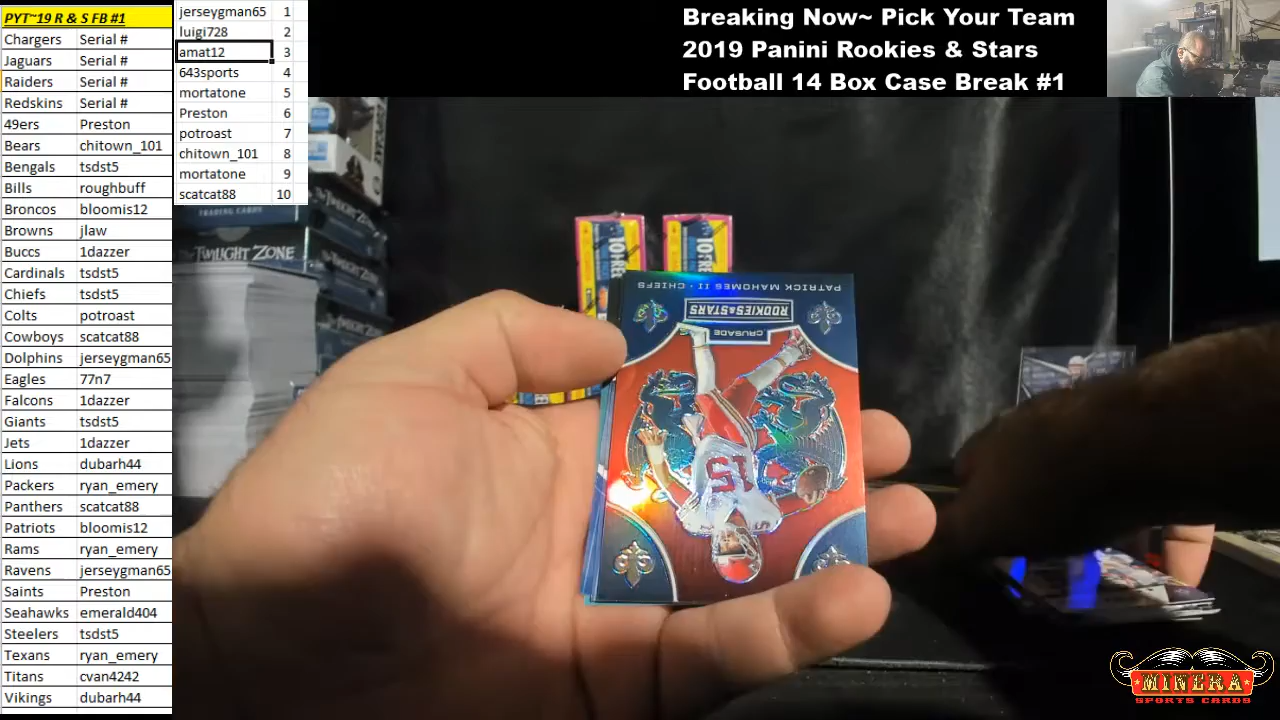 PYT~19 R & S FB #1
Chargers Serial #
Jaguars Serial #
Raiders Serial #
Redskins Serial #
49ers Preston
Bears chitown_101
Bengals tsdst5
Bills roughbuff
Broncos bloomis12
Browns jlaw
Buccs 1dazzer
Cardinals tsdst5
Chiefs tsdst5
Colts potroast
Cowboys scatcat88
Dolphins jerseygman65
Eagles 77n7
Falcons 1dazzer
Giants tsdst5
Jets 1dazzer
Lions dubarh44
Packers ryan_emery
Panthers scatcat88
Patriots bloomis12
Rams ryan_emery
Ravens jerseygman65
Saints Preston
Seahawks emerald404
Steelers tsdst5
Texans ryan_emery
Titans cvan4242
Vikings dubarh44
jerseygman65 1
luigi728 2
amat12 3
643sports 4
mortatone 5
Preston 6
potroast 7
chitown_101 8
mortatone 9
scatcat88 10
Breaking Now~ Pick Your Team
2019 Panini Rookies & Stars
Football 14 Box Case Break #1
TRADING CARDS
TWILIGHT ZONE
PATRICK MAHOMES II • CHIEFS
ROOKIES&STARS
CRUSADE
15
MINERA
SPORTS CARDS